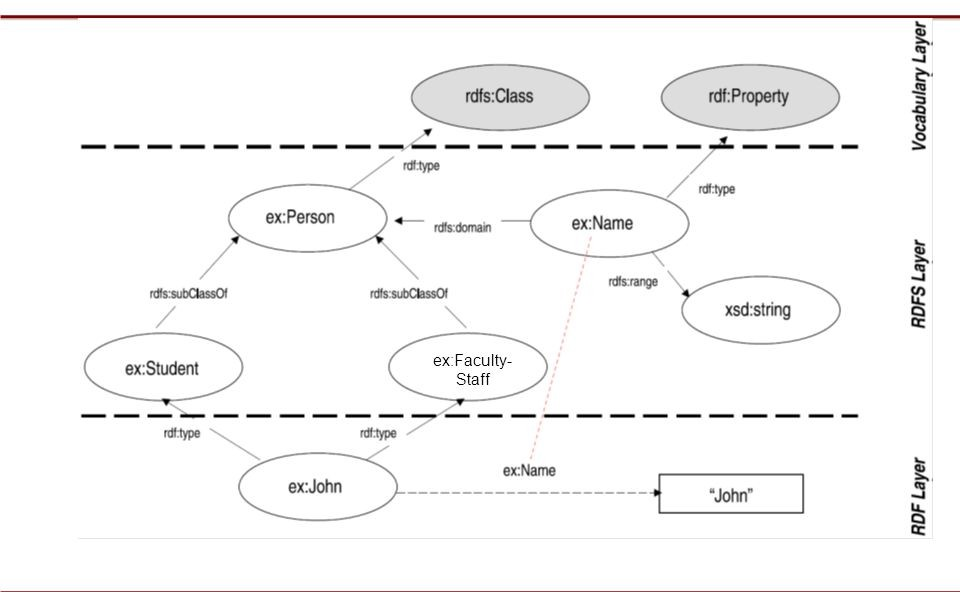 rdfs:Class
rdf:Property
Vocabulary Layer
rdf:type
rdf:type
ex:Person
rdfs:domain
ex:Name
rdfs:range
xsd:string
RDFS Layer
rdfs:subClassOf
rdfs:subClassOf
ex:Student
ex:Faculty-
Staff
rdf:type
rdf:type
ex:John
ex:Name
“John”
RDF Layer